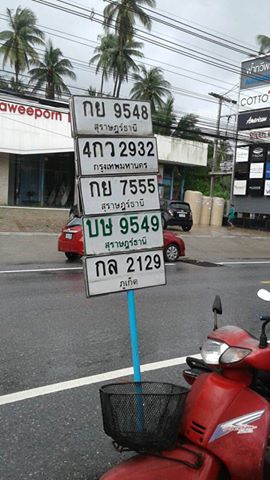 aweeporn
กย 9548
สุราษฎร์ธานี
4กว 2932
กรุงเทพมหานคร
กย 7555
สุราษฎร์ธานี
บษ 9549
สุราษฎร์ธานี
กล 2129
ภูเก็ต
COTTO
American